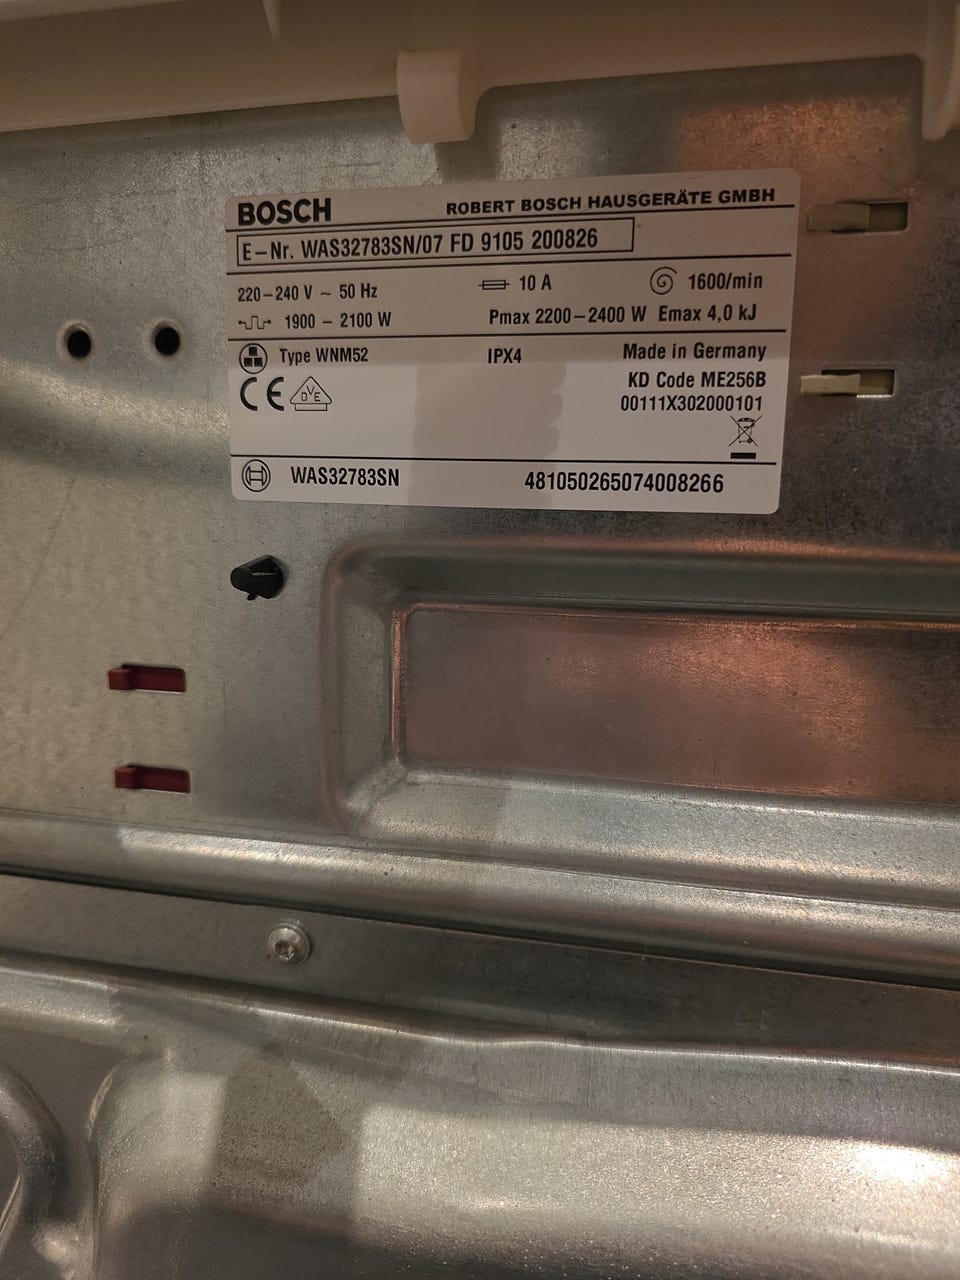 BOSCH ROBERT BOSCH HAUSGERÄTE GMBH
E-Nr. WAS32783SN/07 FD 9105 200826
220-240 V ~ 50 Hz 10 A 1600/min
1900 - 2100 W Pmax 2200-2400 W Emax 4,0 kJ
Type WNM52 IPX4 Made in Germany
CE DVE KD Code ME256B
00111X302000101
WAS32783SN 481050265074008266